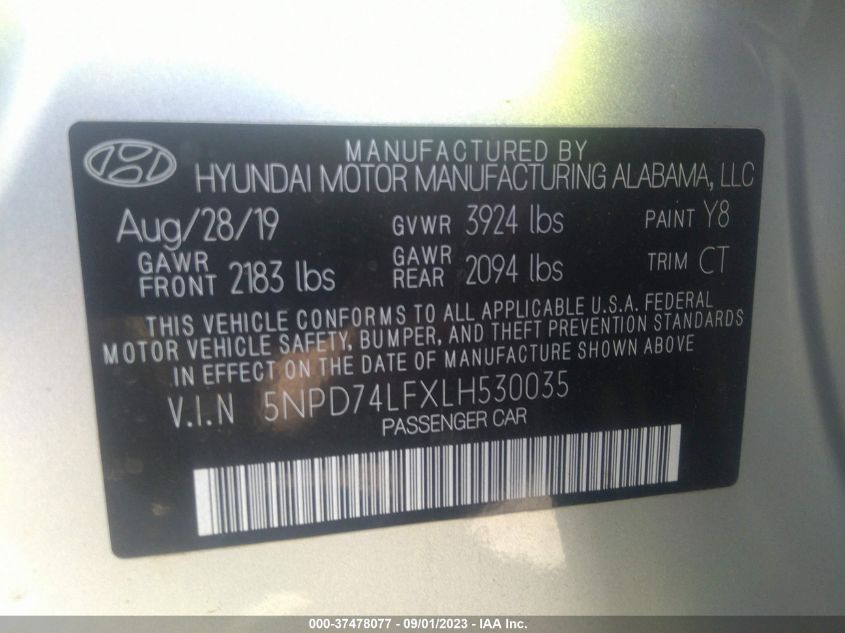 MANUFACTURED BY
HYUNDAI MOTOR MANUFACTURING ALABAMA, LLC
Aug/28/19 GVWR 3924 lbs PAINT Y8
GAWR FRONT 2183 lbs GAWR REAR 2094 lbs TRIM CT
THIS VEHICLE CONFORMS TO ALL APPLICABLE U.S.A. FEDERAL
MOTOR VEHICLE SAFETY, BUMPER, AND THEFT PREVENTION STANDARDS
IN EFFECT ON THE DATE OF MANUFACTURE SHOWN ABOVE
V.I.N 5NPD74LFXLH530035
PASSENGER CAR
000-37478077 - 09/01/2023 - IAA Inc.